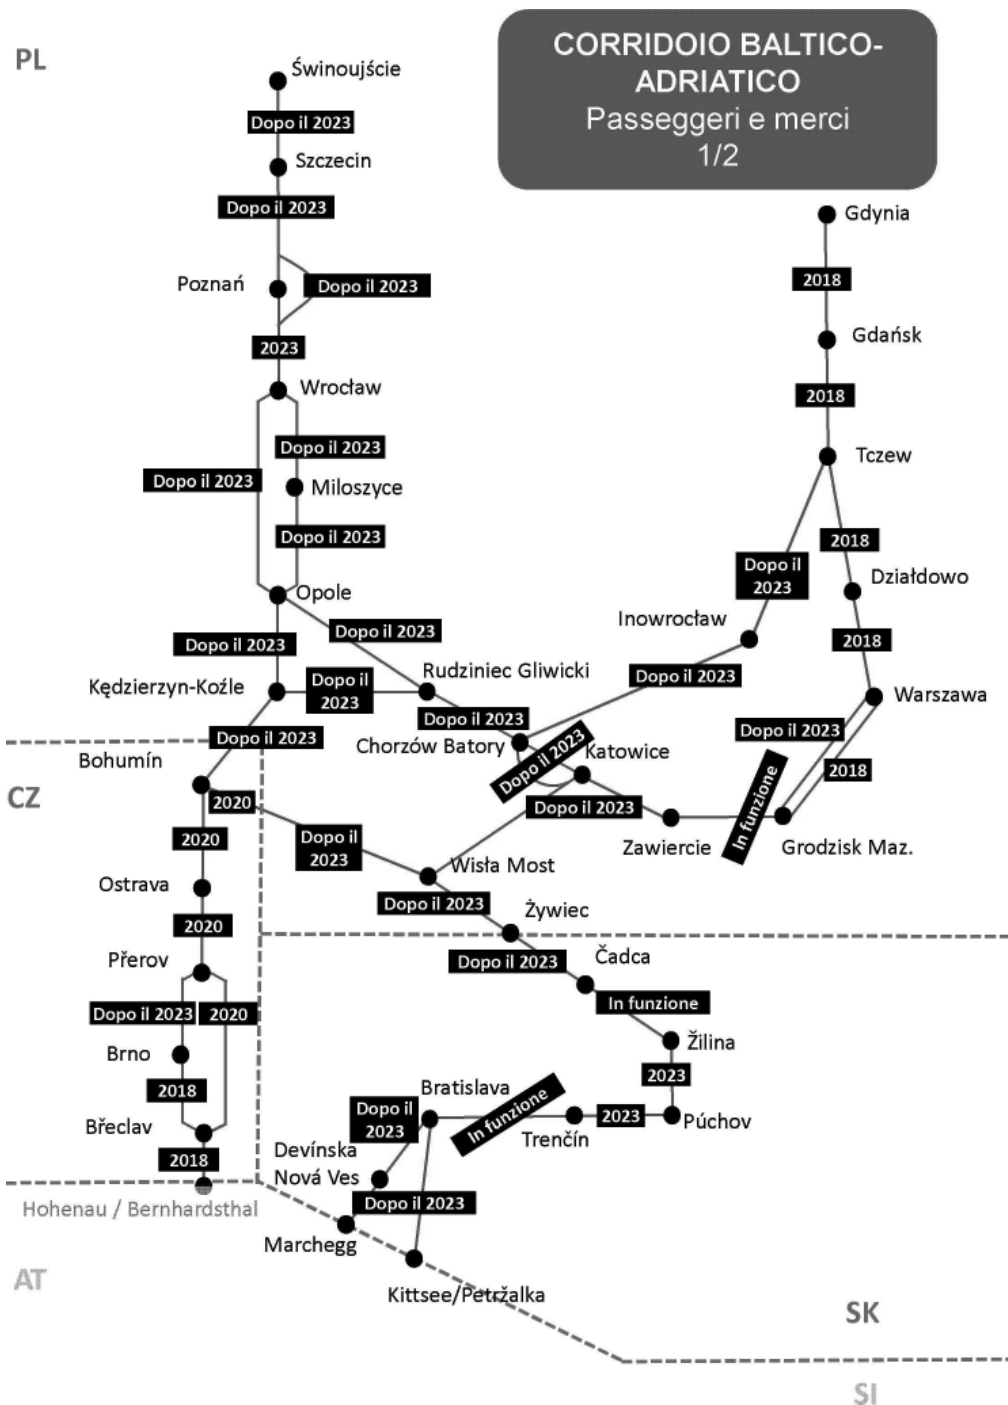 PL
CORRIDOIO BALTICO-
ADRIATICO
Passeggeri e merci
1/2
Świnoujście
Dopo il 2023
Szczecin
Dopo il 2023
Gdynia
Poznań
Dopo il 2023
2018
Gdańsk
2023
Wrocław
2018
Dopo il 2023
Dopo il 2023
Tczew
Miloszyce
Dopo il 2023
2018
Dopo il
2023
Działdowo
Opole
Inowrocław
Dopo il 2023
Dopo il 2023
2018
Rudziniec Gliwicki
Dopo il 2023
Kędzierzyn-Koźle
Dopo il
2023
Warszawa
Dopo il 2023
Dopo il 2023
Dopo il 2023
Chorzów Batory
Dopo il 2023
Katowice
Bohumín
2018
CZ
2020
Dopo il 2023
In funzione
2020
Dopo il
2023
Zawiercie
Grodzisk Maz.
Wisła Most
Ostrava
Dopo il 2023
Żywiec
2020
Přerov
Dopo il 2023
Čadca
Dopo il 2023
2020
In funzione
Žilina
Brno
2023
2018
Bratislava
Dopo il
2023
In funzione
2023
Púchov
Břeclav
Trenčín
Devínska
Nová Ves
2018
Dopo il 2023
Hohenau / Bernhardsthal
Marchegg
AT
Kittsee/Petržalka
SK
SI